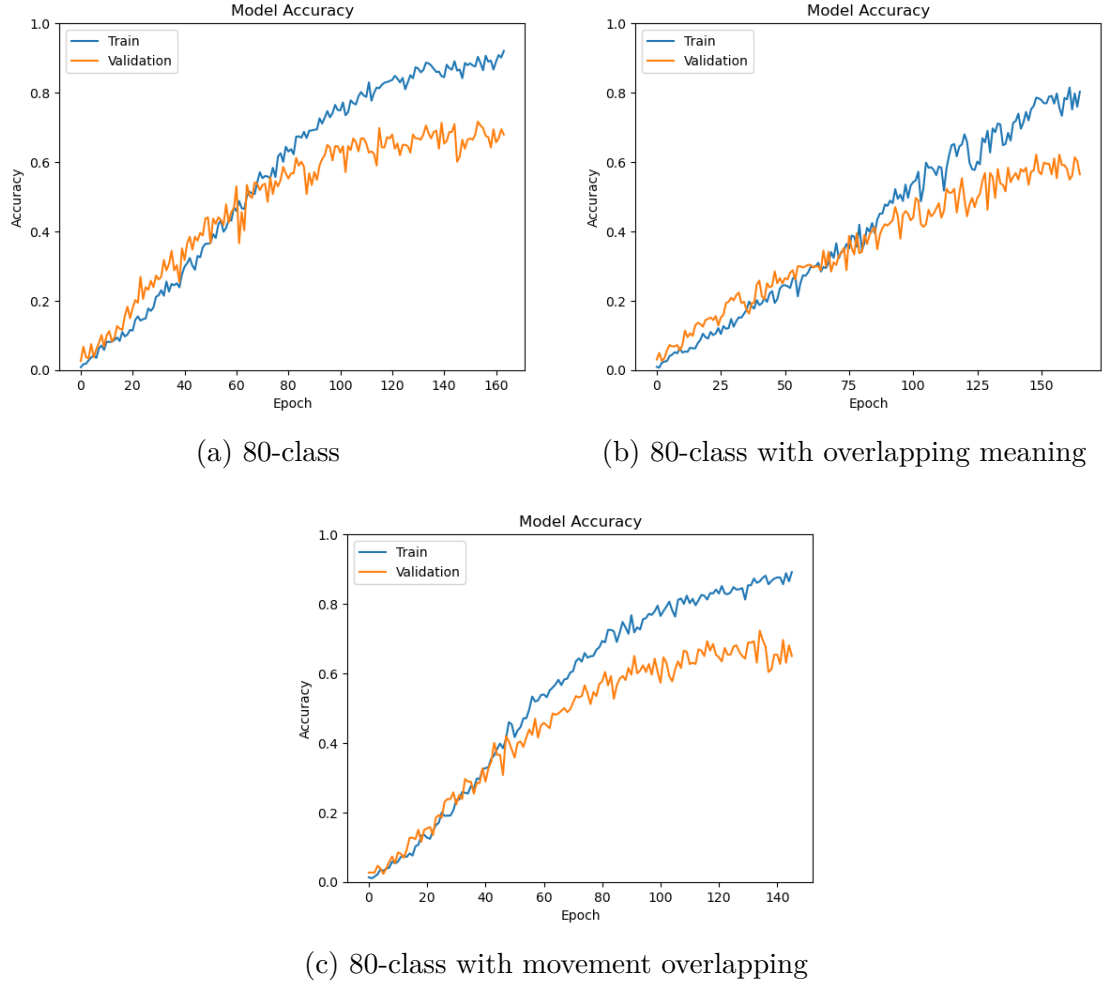 Model Accuracy
Train
Validation
1.0
0.8
0.6
0.4
0.2
0.0
Accuracy
0 20 40 60 80 100 120 140 160
Epoch
(a) 80-class
Model Accuracy
Train
Validation
1.0
0.8
0.6
0.4
0.2
0.0
Accuracy
0 25 50 75 100 125 150
Epoch
(b) 80-class with overlapping meaning
Model Accuracy
Train
Validation
1.0
0.8
0.6
0.4
0.2
0.0
Accuracy
0 20 40 60 80 100 120 140
Epoch
(c) 80-class with movement overlapping